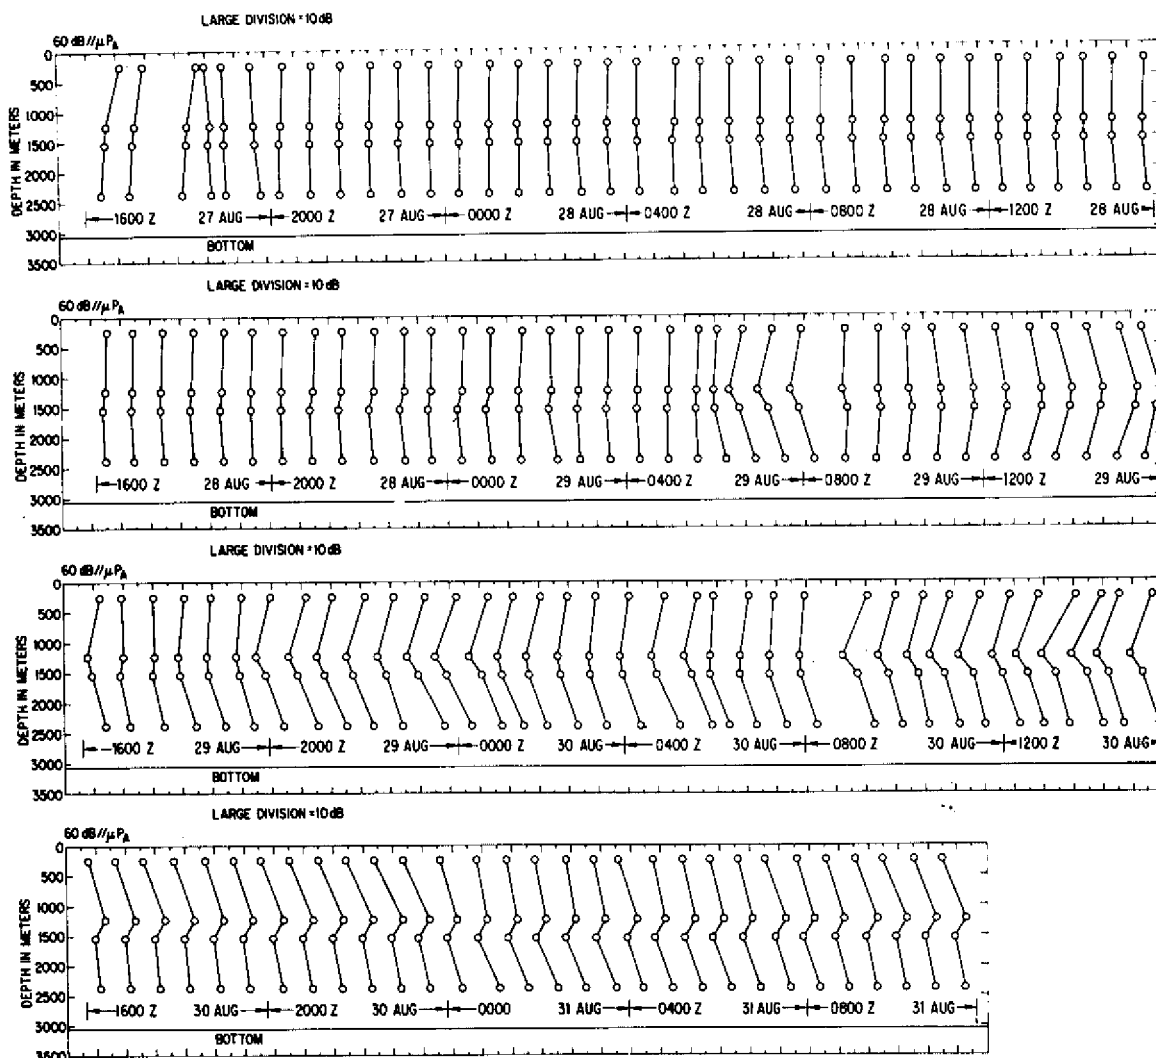 LARGE DIVISION = 10 dB
60 dB//μPA
DEPTH IN METERS
0
500
1000
1500
2000
2500
3000
3500
1600 Z 27 AUG 2000 Z 27 AUG 0000 Z 28 AUG 0400 Z 28 AUG 0800 Z 28 AUG 1200 Z 28 AUG
BOTTOM
LARGE DIVISION = 10 dB
60 dB//μPA
DEPTH IN METERS
0
500
1000
1500
2000
2500
3000
3500
1600 Z 28 AUG 2000 Z 28 AUG 0000 Z 29 AUG 0400 Z 29 AUG 0800 Z 29 AUG 1200 Z 29 AUG
BOTTOM
LARGE DIVISION = 10 dB
60 dB//μPA
DEPTH IN METERS
0
500
1000
1500
2000
2500
3000
3500
1600 Z 29 AUG 2000 Z 29 AUG 0000 Z 30 AUG 0400 Z 30 AUG 0800 Z 30 AUG 1200 Z 30 AUG
BOTTOM
LARGE DIVISION = 10 dB
60 dB//μPA
DEPTH IN METERS
0
500
1000
1500
2000
2500
3000
3500
1600 Z 30 AUG 2000 Z 30 AUG 0000 31 AUG 0400 Z 31 AUG 0800 Z 31 AUG
BOTTOM